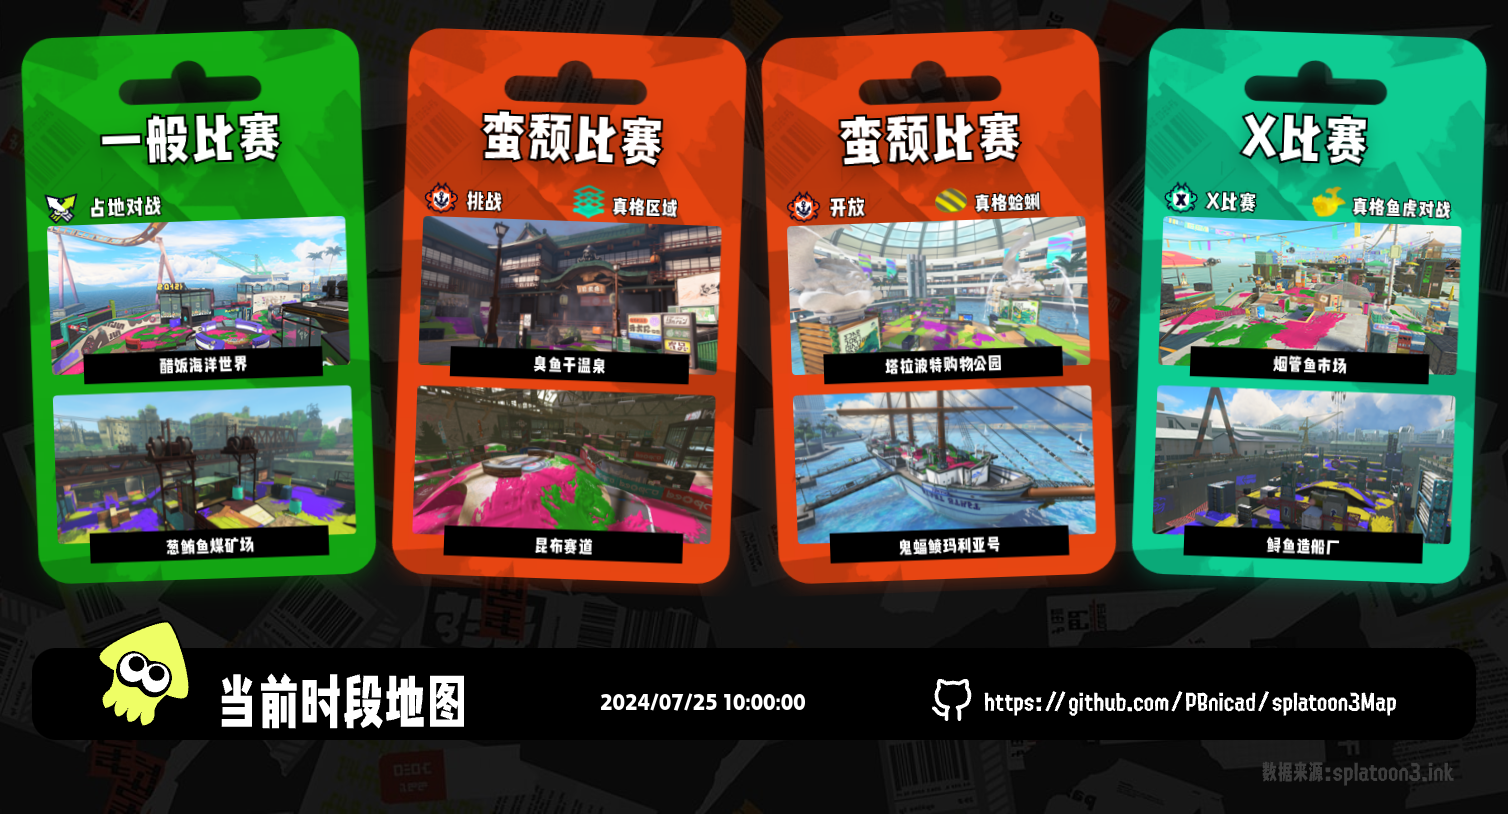 一般比赛
占地对战
醋饭海洋世界
葱鲔鱼煤矿场
蛮颓比赛
挑战
真格区域
臭鱼干温泉
昆布赛道
蛮颓比赛
开放
真格蛤蜊
塔拉波特购物公园
鬼蝠鲼玛利亚号
X比赛
X比赛
真格鱼虎对战
烟管鱼市场
鲟鱼造船厂
当前时段地图
2024/07/25 10:00:00
https://github.com/PBnicad/splatoon3Map
数据来源:splatoon3.ink